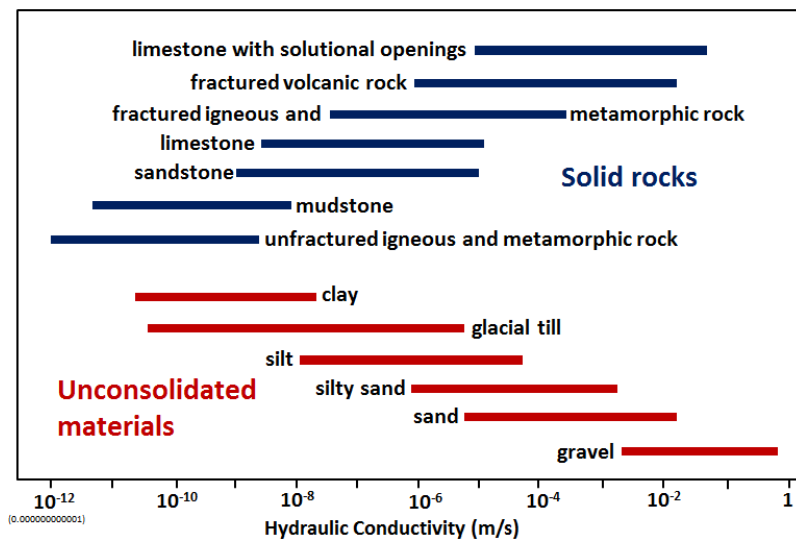 limestone with solutional openings
fractured volcanic rock
fractured igneous and metamorphic rock
limestone
sandstone
Solid rocks
mudstone
unfractured igneous and metamorphic rock
clay
glacial till
silt
Unconsolidated
materials
silty sand
sand
gravel
10⁻¹² 10⁻¹⁰ 10⁻⁸ 10⁻⁶ 10⁻⁴ 10⁻² 1
(0.000000000001)
Hydraulic Conductivity (m/s)